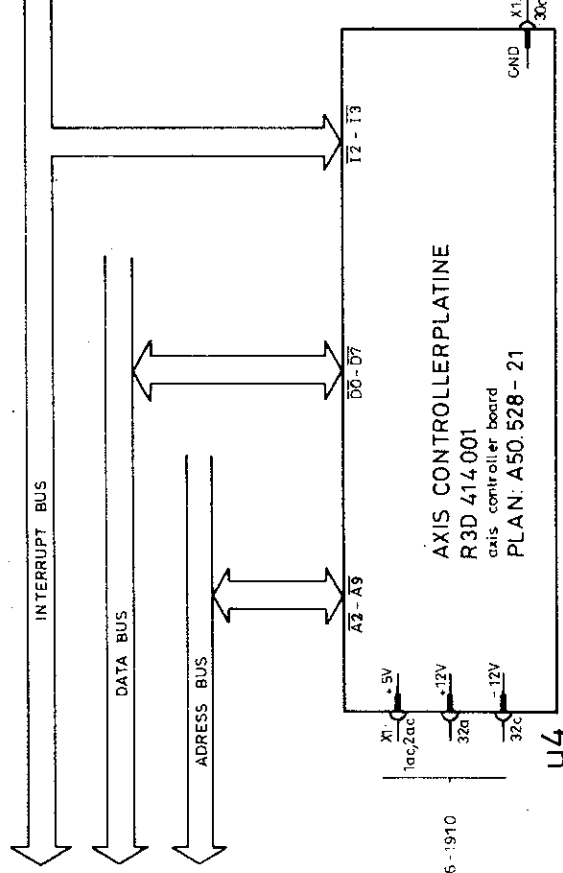 INTERRUPT BUS
DATA BUS
ADRESS BUS
I2 - I3
D0 - D7
A2 - A9
AXIS CONTROLLERPLATINE
R3D 414 001
axis controller board
PLAN: A50.528 - 21
GND
X1.
30c
X1.
1ac,2ac
+5V
+12V
32a
-12V
32c
u4
6-1910